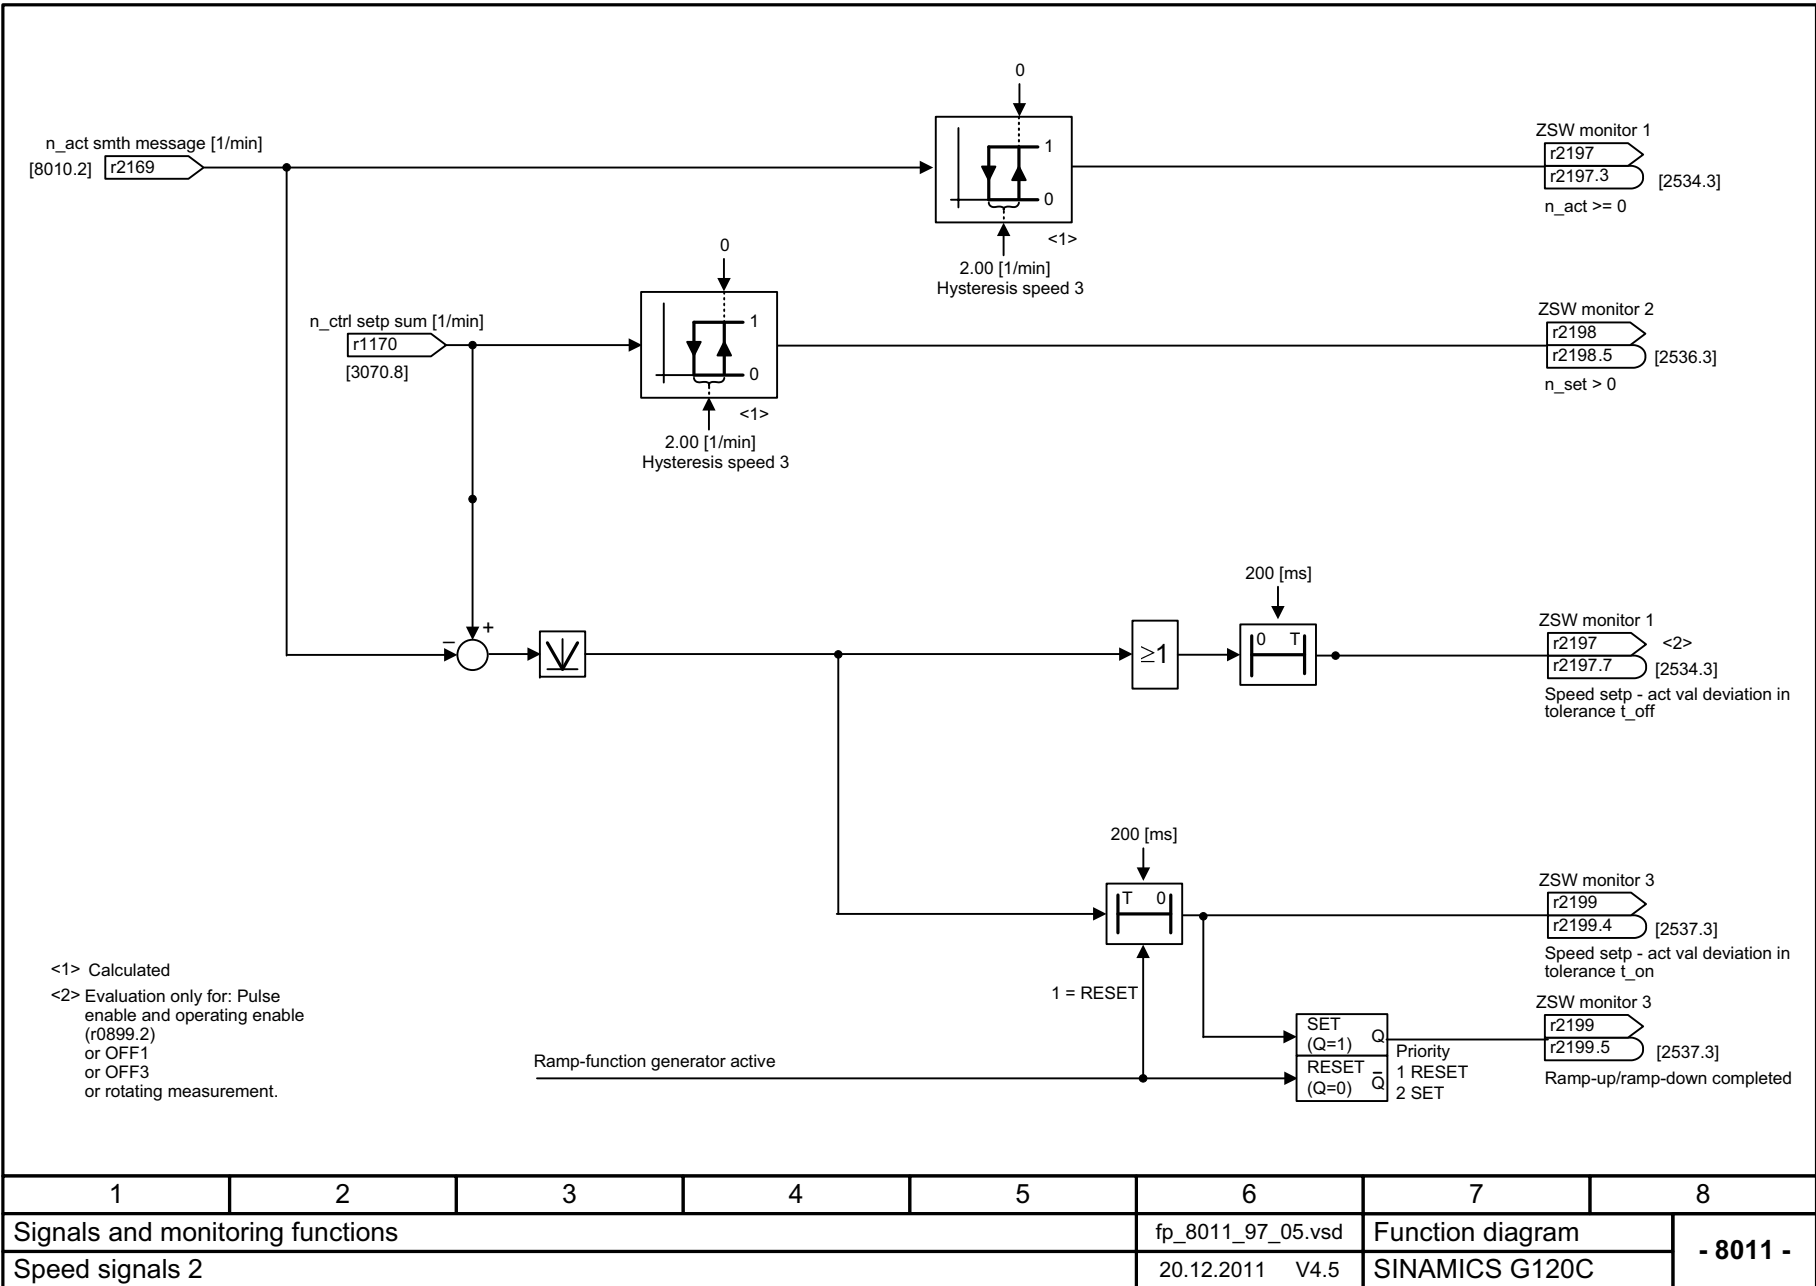 0
n_act smth message [1/min]
[8010.2] r2169
1
0
<1>
2.00 [1/min]
Hysteresis speed 3
ZSW monitor 1
r2197
r2197.3 [2534.3]
n_act >= 0
0
n_ctrl setp sum [1/min]
r1170
[3070.8]
1
0
<1>
2.00 [1/min]
Hysteresis speed 3
ZSW monitor 2
r2198
r2198.5 [2536.3]
n_set > 0
– +
≥1
200 [ms]
0 T
ZSW monitor 1
r2197 <2>
r2197.7 [2534.3]
Speed setp - act val deviation in
tolerance t_off
200 [ms]
T 0
1 = RESET
ZSW monitor 3
r2199
r2199.4 [2537.3]
Speed setp - act val deviation in
tolerance t_on
Ramp-function generator active
SET
(Q=1) Q
RESET
(Q=0) Q̅
Priority
1 RESET
2 SET
ZSW monitor 3
r2199
r2199.5 [2537.3]
Ramp-up/ramp-down completed
<1> Calculated
<2> Evaluation only for: Pulse
enable and operating enable
(r0899.2)
or OFF1
or OFF3
or rotating measurement.
1 2 3 4 5 6 7 8
Signals and monitoring functions fp_8011_97_05.vsd Function diagram - 8011 -
Speed signals 2 20.12.2011 V4.5 SINAMICS G120C